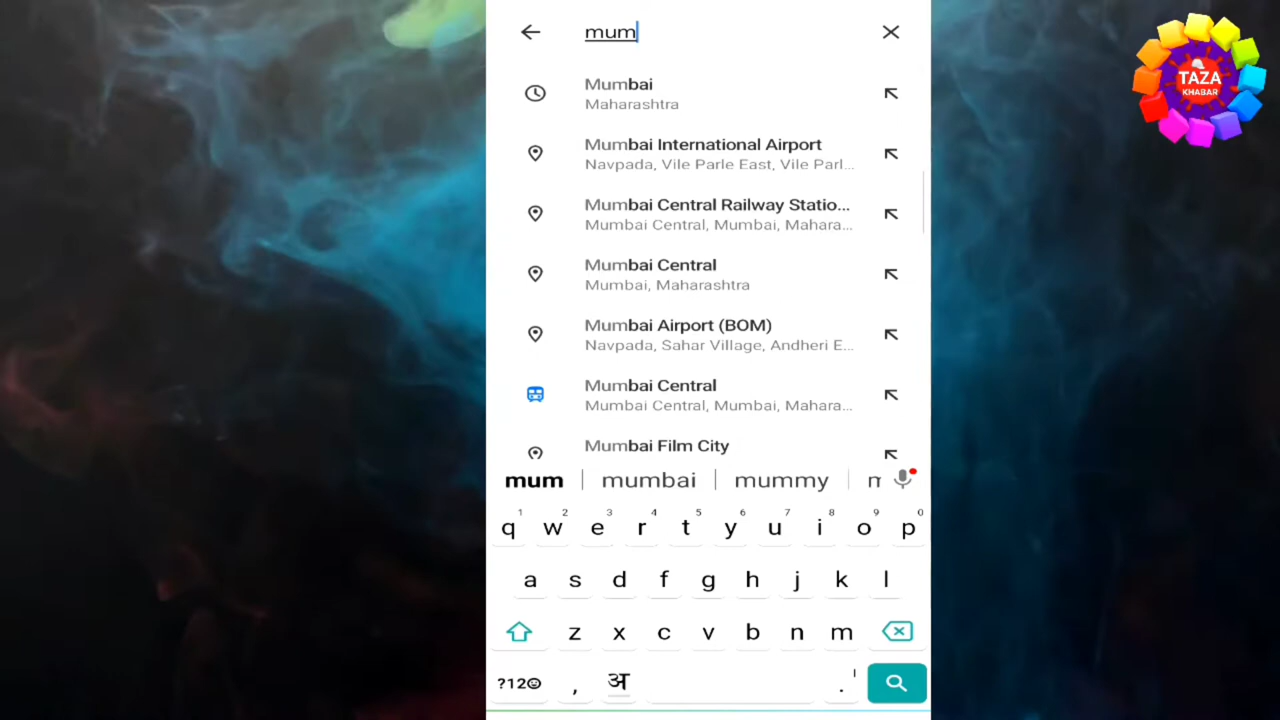 mum
Mumbai
Maharashtra
Mumbai International Airport
Navpada, Vile Parle East, Vile Parl...
Mumbai Central Railway Statio...
Mumbai Central, Mumbai, Mahara...
Mumbai Central
Mumbai, Maharashtra
Mumbai Airport (BOM)
Navpada, Sahar Village, Andheri E...
Mumbai Central
Mumbai Central, Mumbai, Mahara...
Mumbai Film City
mum mumbai mummy
1 2 3 4 5 6 7 8 9 0
q w e r t y u i o p
a s d f g h j k l
z x c v b n m
?12☺ , अ .
TAZA
KHABAR